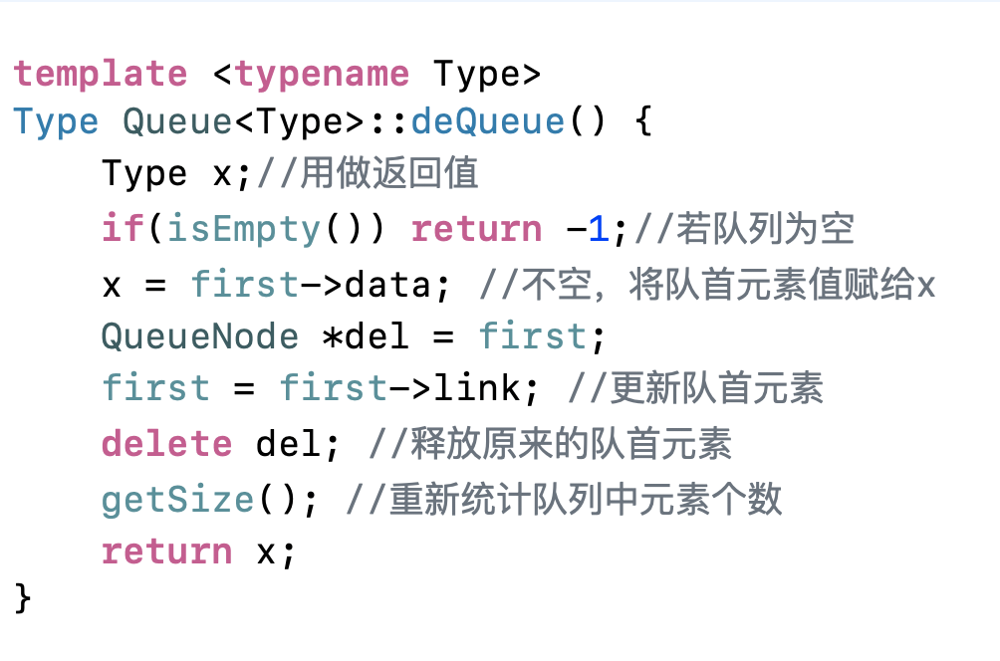 template <typename Type>
Type Queue<Type>::deQueue() {
    Type x;//用做返回值
    if(isEmpty()) return -1;//若队列为空
    x = first->data; //不空，将队首元素值赋给x
    QueueNode *del = first;
    first = first->link; //更新队首元素
    delete del; //释放原来的队首元素
    getSize(); //重新统计队列中元素个数
    return x;
}